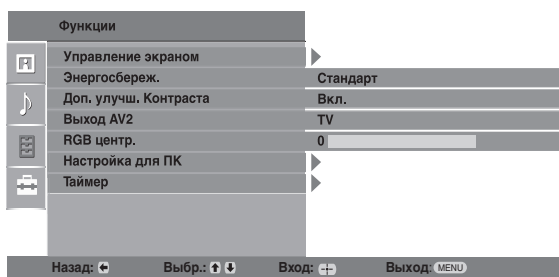 Функции
Управление экраном
Энергосбереж. Стандарт
Доп. улучш. Контраста Вкл.
Выход AV2 TV
RGB центр. 0
Настройка для ПК
Таймер
Назад: Выбр.: Вход: Выход: MENU